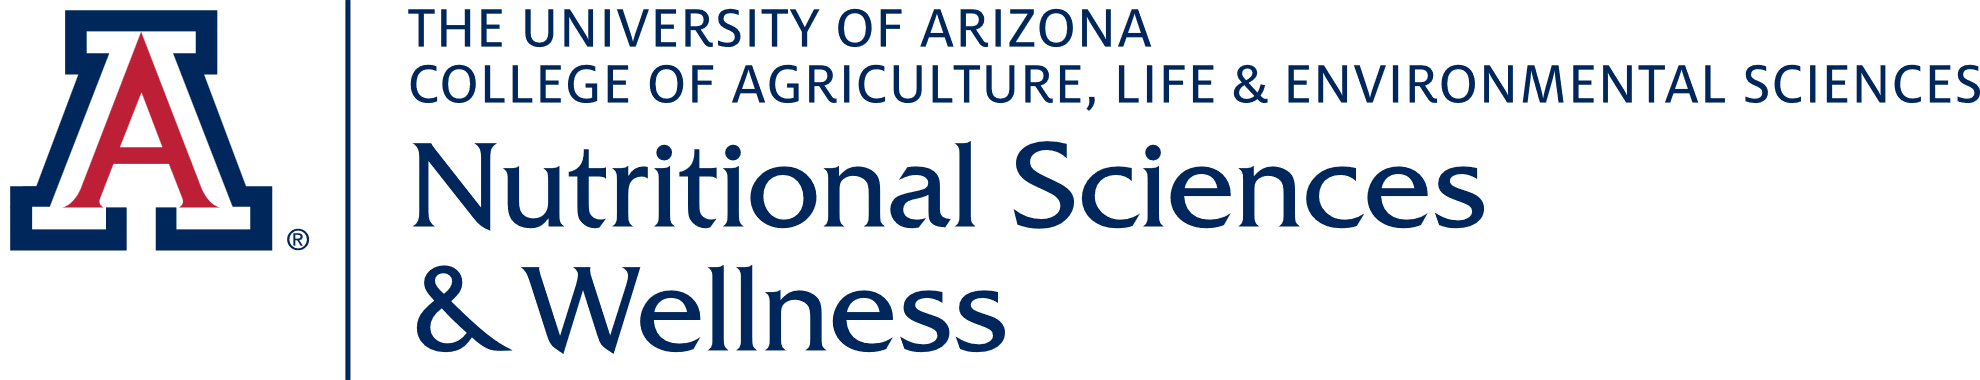 A®
THE UNIVERSITY OF ARIZONA
COLLEGE OF AGRICULTURE, LIFE & ENVIRONMENTAL SCIENCES
Nutritional Sciences
& Wellness